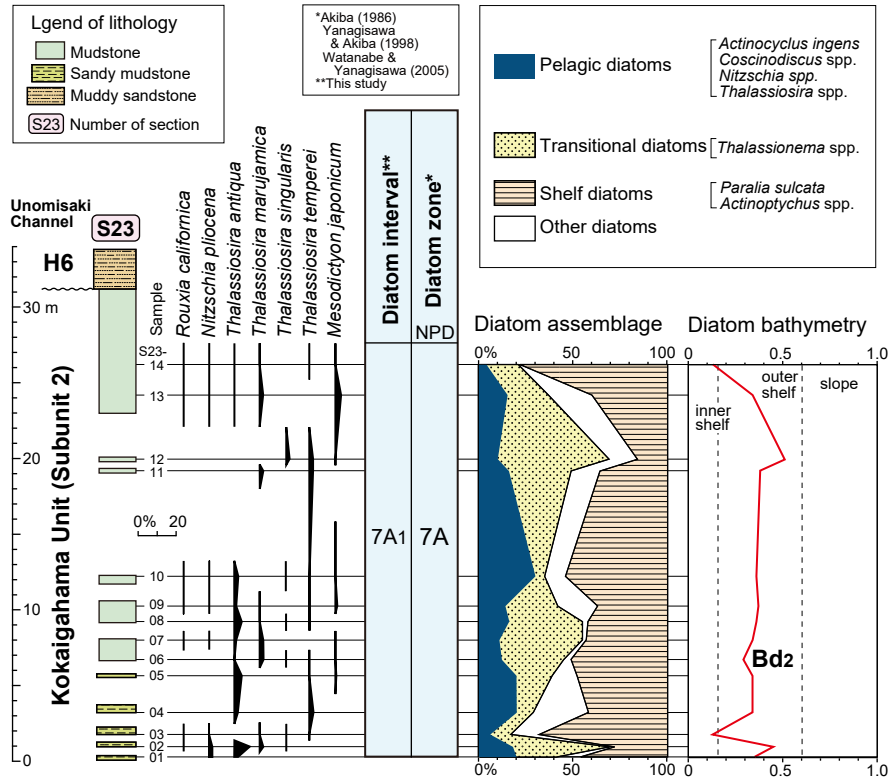 Lgend of lithology
Mudstone
Sandy mudstone
Muddy sandstone
S23 Number of section
*Akiba (1986)
Yanagisawa
& Akiba (1998)
Watanabe &
Yanagisawa (2005)
**This study
Pelagic diatoms
Actinocyclus ingens
Coscinodiscus spp.
Nitzschia spp.
Thalassiosira spp.
Transitional diatoms
Thalassionema spp.
Shelf diatoms
Paralia sulcata
Actinoptychus spp.
Other diatoms
Unomisaki
Channel
S23
H6
30 m
20
10
0
Kokaigahama Unit (Subunit 2)
Sample
S23-
14
13
12
11
10
09
08
07
06
05
04
03
02
01
0% 20
Rouxia californica
Nitzschia pliocena
Thalassiosira antiqua
Thalassiosira marujamica
Thalassiosira singularis
Thalassiosira temperei
Mesodictyon japonicum
Diatom interval**
Diatom zone*
NPD
7A1
7A
Diatom assemblage
0% 50 100
0% 50 100
Diatom bathymetry
0 0.5 1.0
inner
shelf
outer
shelf
slope
Bd2
0 0.5 1.0